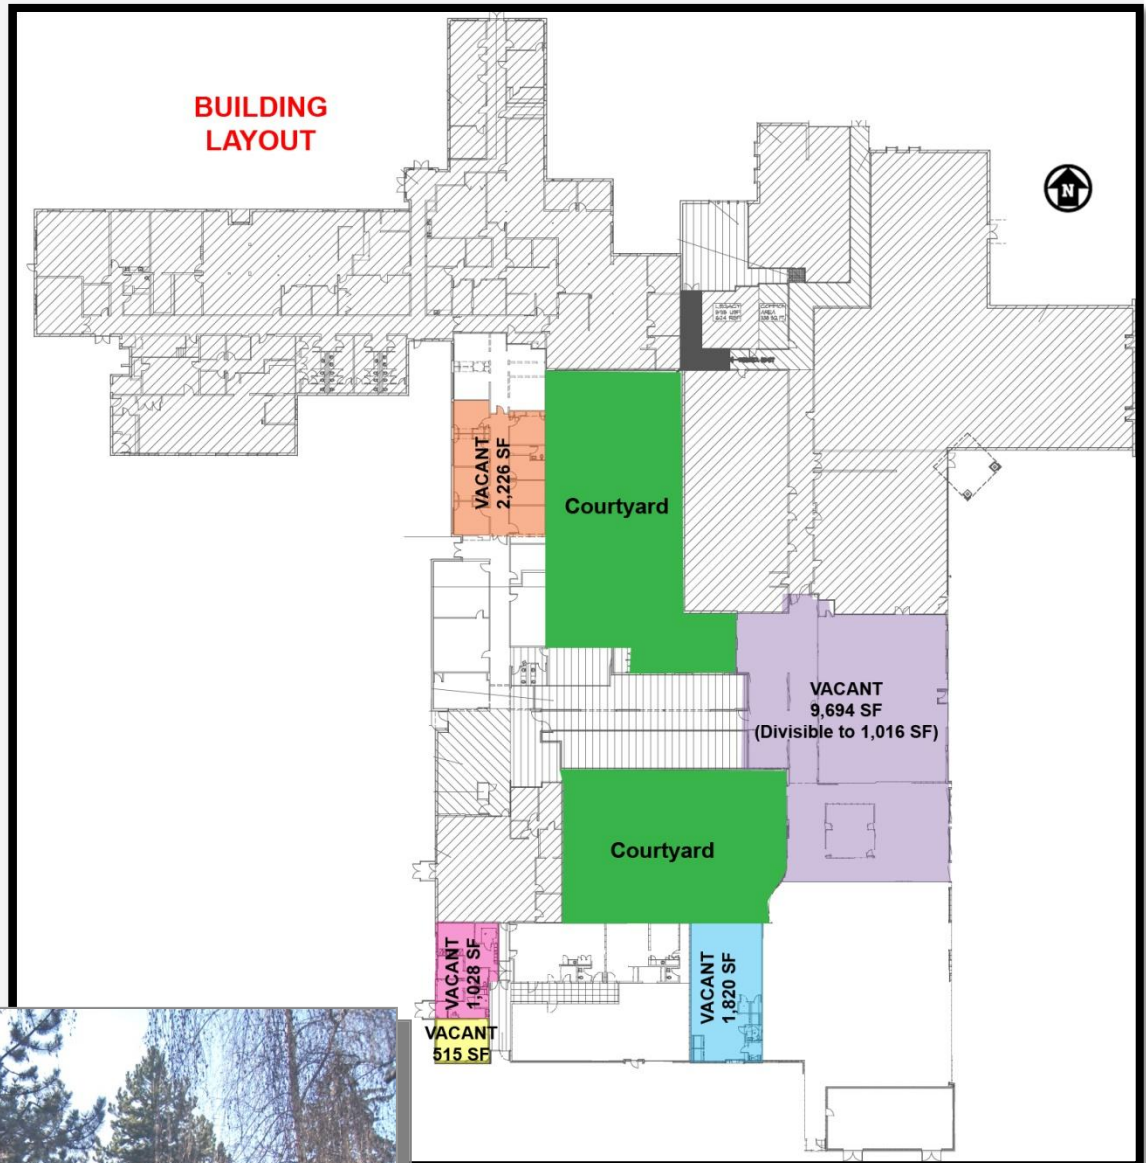 BUILDING
LAYOUT
N
VACANT
2,226 SF
Courtyard
VACANT
9,694 SF
(Divisible to 1,016 SF)
Courtyard
VACANT
1,028 SF
VACANT
1,820 SF
VACANT
515 SF